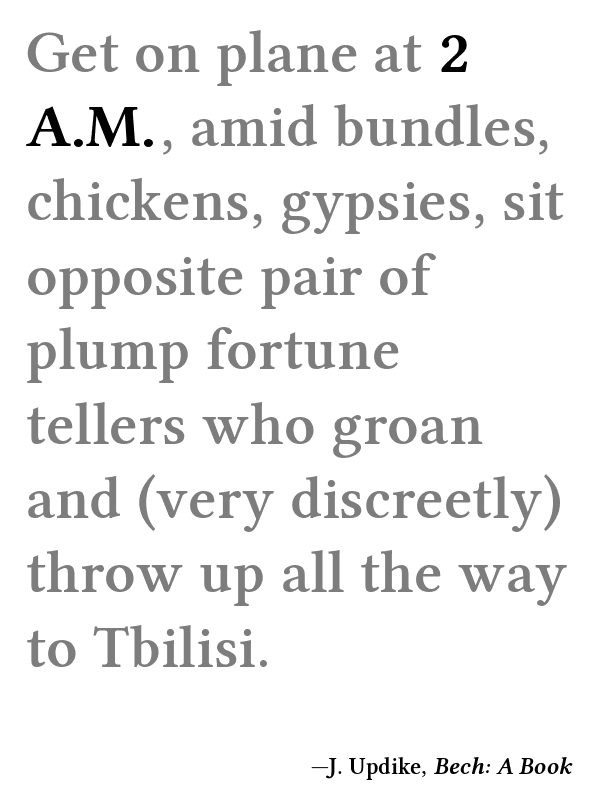 Get on plane at 2
A.M., amid bundles,
chickens, gypsies, sit
opposite pair of
plump fortune
tellers who groan
and (very discreetly)
throw up all the way
to Tbilisi.
—J. Updike, Bech: A Book